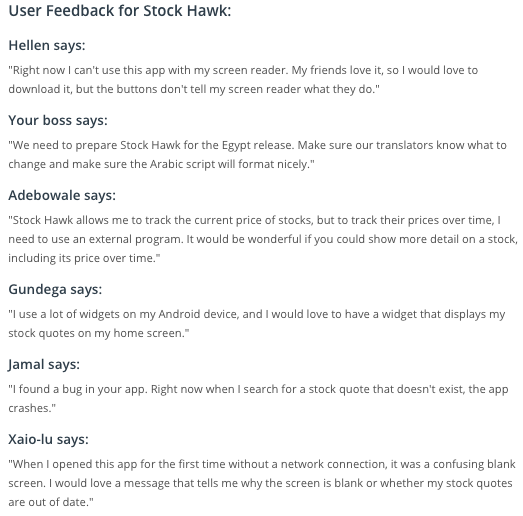 User Feedback for Stock Hawk:
Hellen says:
"Right now I can't use this app with my screen reader. My friends love it, so I would love to
download it, but the buttons don't tell my screen reader what they do."
Your boss says:
"We need to prepare Stock Hawk for the Egypt release. Make sure our translators know what to
change and make sure the Arabic script will format nicely."
Adebowale says:
"Stock Hawk allows me to track the current price of stocks, but to track their prices over time, I
need to use an external program. It would be wonderful if you could show more detail on a stock,
including its price over time."
Gundega says:
"I use a lot of widgets on my Android device, and I would love to have a widget that displays my
stock quotes on my home screen."
Jamal says:
"I found a bug in your app. Right now when I search for a stock quote that doesn't exist, the app
crashes."
Xaio-lu says:
"When I opened this app for the first time without a network connection, it was a confusing blank
screen. I would love a message that tells me why the screen is blank or whether my stock quotes
are out of date."